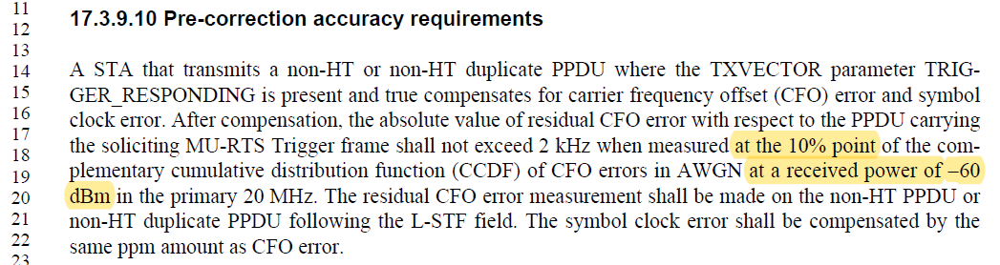 11
12 17.3.9.10 Pre-correction accuracy requirements
13
14 A STA that transmits a non-HT or non-HT duplicate PPDU where the TXVECTOR parameter TRIG-
15 GER_RESPONDING is present and true compensates for carrier frequency offset (CFO) error and symbol
16 clock error. After compensation, the absolute value of residual CFO error with respect to the PPDU carrying
17 the soliciting MU-RTS Trigger frame shall not exceed 2 kHz when measured at the 10% point of the com-
18 plementary cumulative distribution function (CCDF) of CFO errors in AWGN at a received power of –60
19 dBm in the primary 20 MHz. The residual CFO error measurement shall be made on the non-HT PPDU or
20 non-HT duplicate PPDU following the L-STF field. The symbol clock error shall be compensated by the
21 same ppm amount as CFO error.
22
23